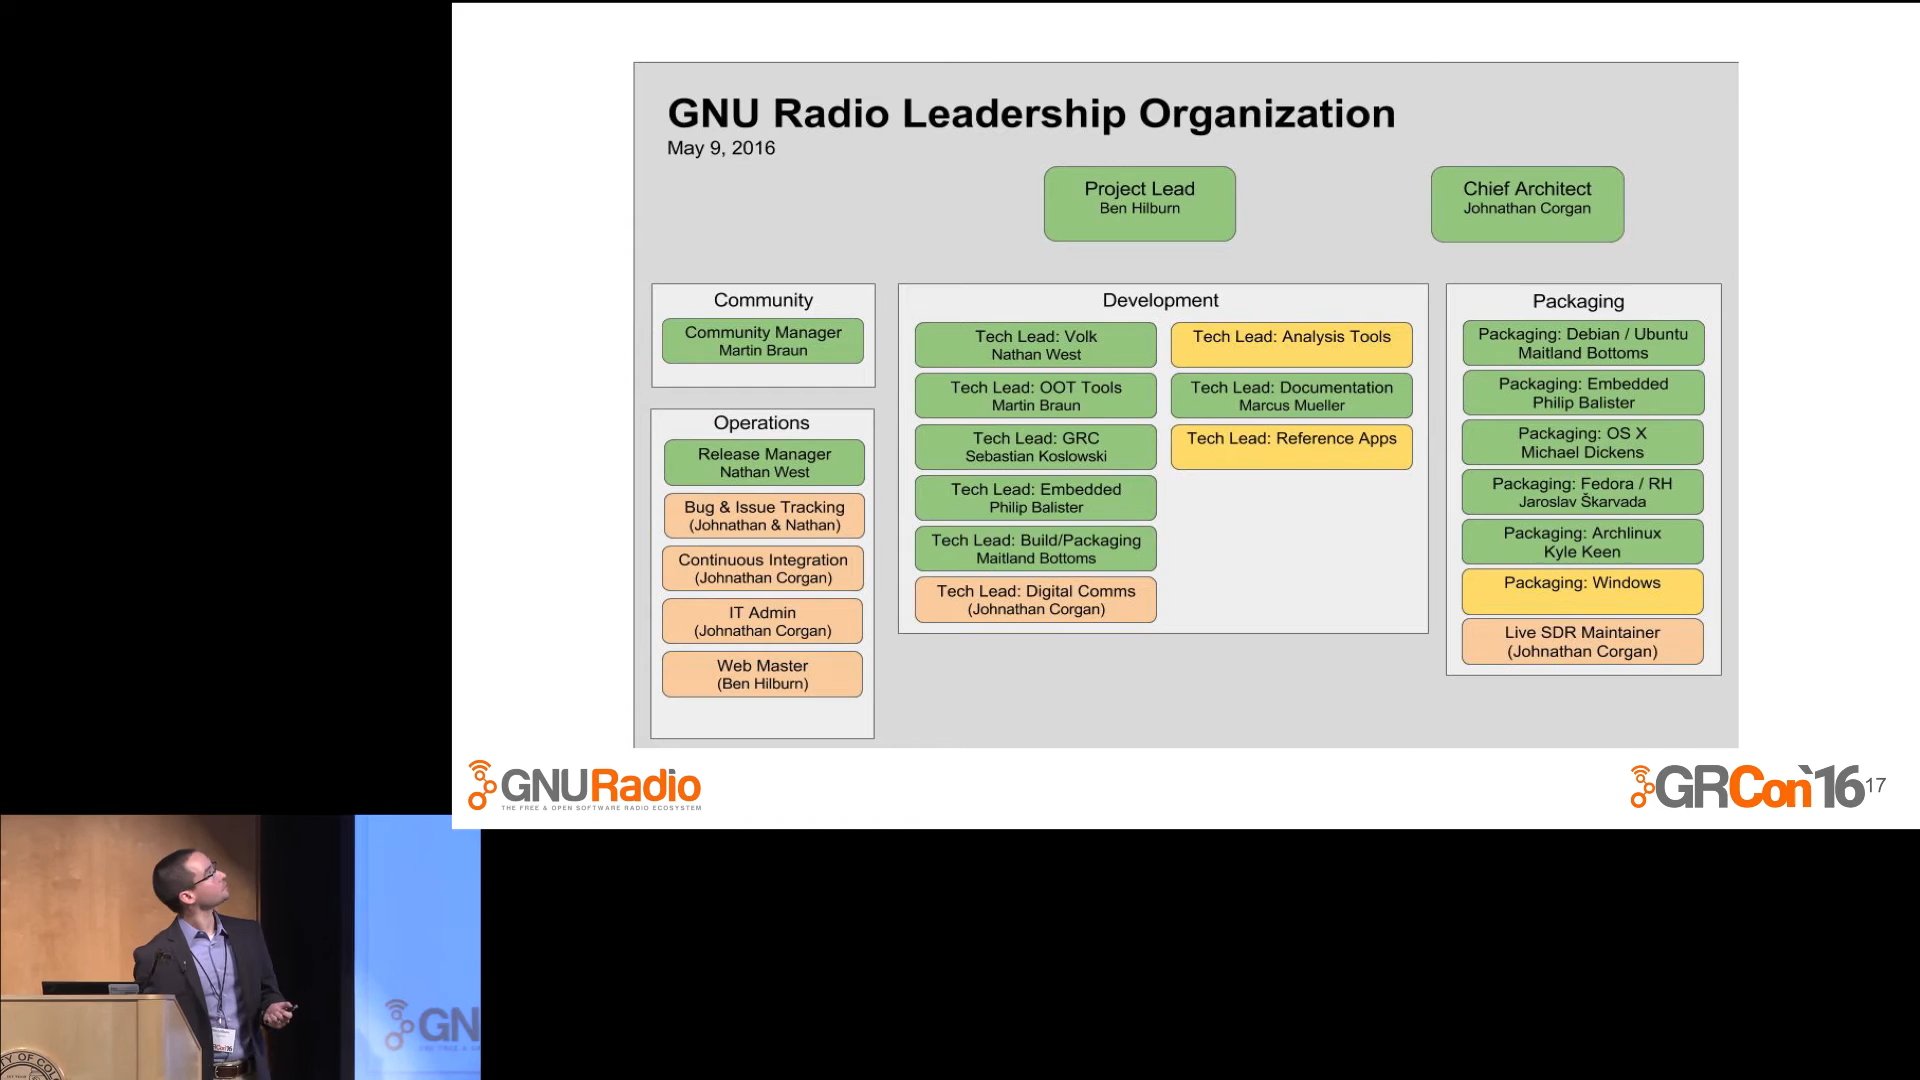 GNU Radio Leadership Organization
May 9, 2016
Project Lead
Ben Hilburn
Chief Architect
Johnathan Corgan
Community
Community Manager
Martin Braun
Operations
Release Manager
Nathan West
Bug & Issue Tracking
(Johnathan & Nathan)
Continuous Integration
(Johnathan Corgan)
IT Admin
(Johnathan Corgan)
Web Master
(Ben Hilburn)
Development
Tech Lead: Volk
Nathan West
Tech Lead: OOT Tools
Martin Braun
Tech Lead: GRC
Sebastian Koslowski
Tech Lead: Embedded
Philip Balister
Tech Lead: Build/Packaging
Maitland Bottoms
Tech Lead: Digital Comms
(Johnathan Corgan)
Tech Lead: Analysis Tools
Tech Lead: Documentation
Marcus Mueller
Tech Lead: Reference Apps
Packaging
Packaging: Debian / Ubuntu
Maitland Bottoms
Packaging: Embedded
Philip Balister
Packaging: OS X
Michael Dickens
Packaging: Fedora / RH
Jaroslav Škarvada
Packaging: Archlinux
Kyle Keen
Packaging: Windows
Live SDR Maintainer
(Johnathan Corgan)
GNURadio
THE FREE & OPEN SOFTWARE RADIO ECOSYSTEM
GRCon`16
17
GN
THE FREE &